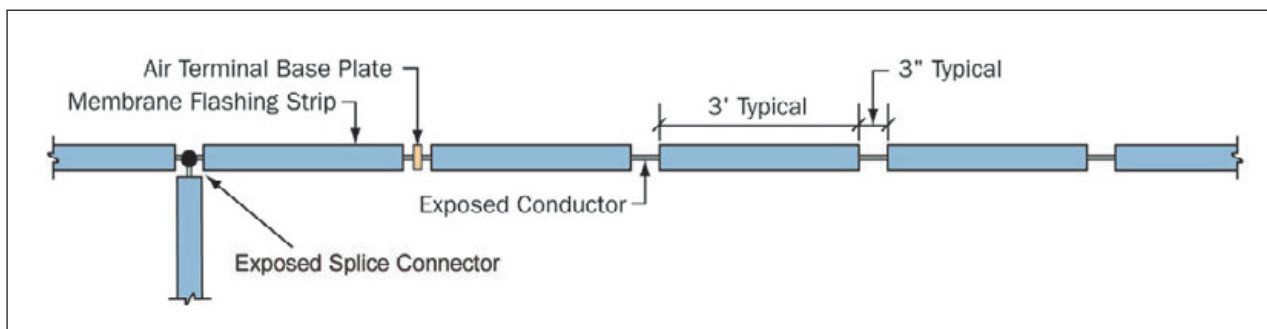 Air Terminal Base Plate
Membrane Flashing Strip
3' Typical
3" Typical
Exposed Conductor
Exposed Splice Connector